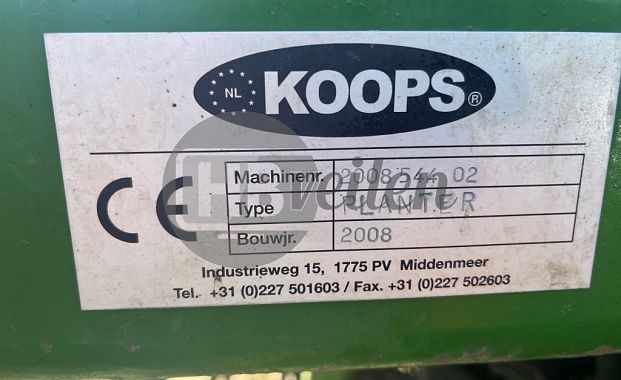 NL KOOPS®
Machinenr. 2008 544 02
Type PLANTER
Bouwjr. 2008
CE
HB veilen
Industrieweg 15, 1775 PV Middenmeer
Tel. +31 (0)227 501603 / Fax. +31 (0)227 502603